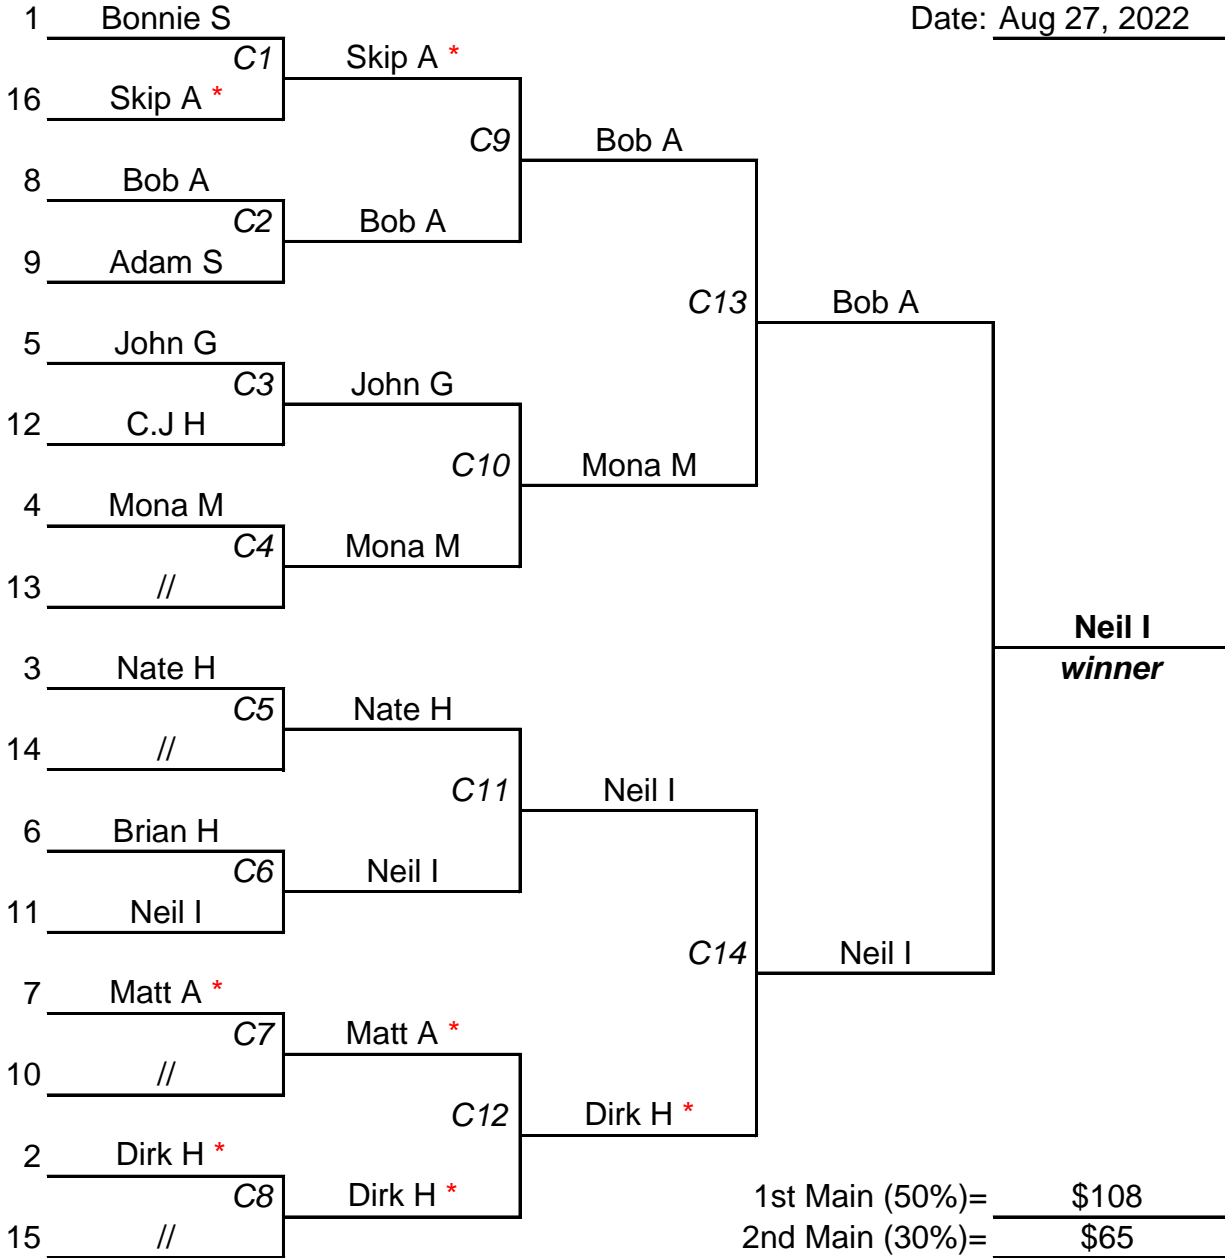 1 Bonnie S Date: Aug 27, 2022
C1 Skip A *
16 Skip A *
C9 Bob A
8 Bob A
C2 Bob A
9 Adam S
C13 Bob A
5 John G
C3 John G
12 C.J H
C10 Mona M
4 Mona M
C4 Mona M
13 //
Neil I
3 Nate H winner
C5 Nate H
14 //
C11 Neil I
6 Brian H
C6 Neil I
11 Neil I
C14 Neil I
7 Matt A *
C7 Matt A *
10 //
C12 Dirk H *
2 Dirk H *
C8 Dirk H * 1st Main (50%)= $108
15 // 2nd Main (30%)= $65